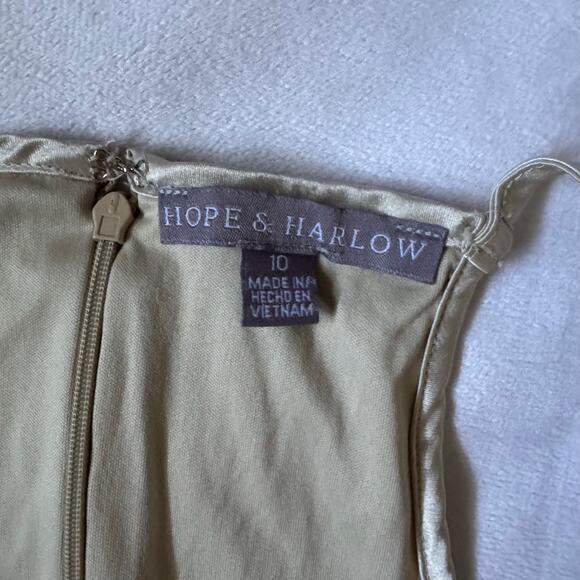 HOPE & HARLOW
10
MADE IN/
HECHO EN
VIETNAM